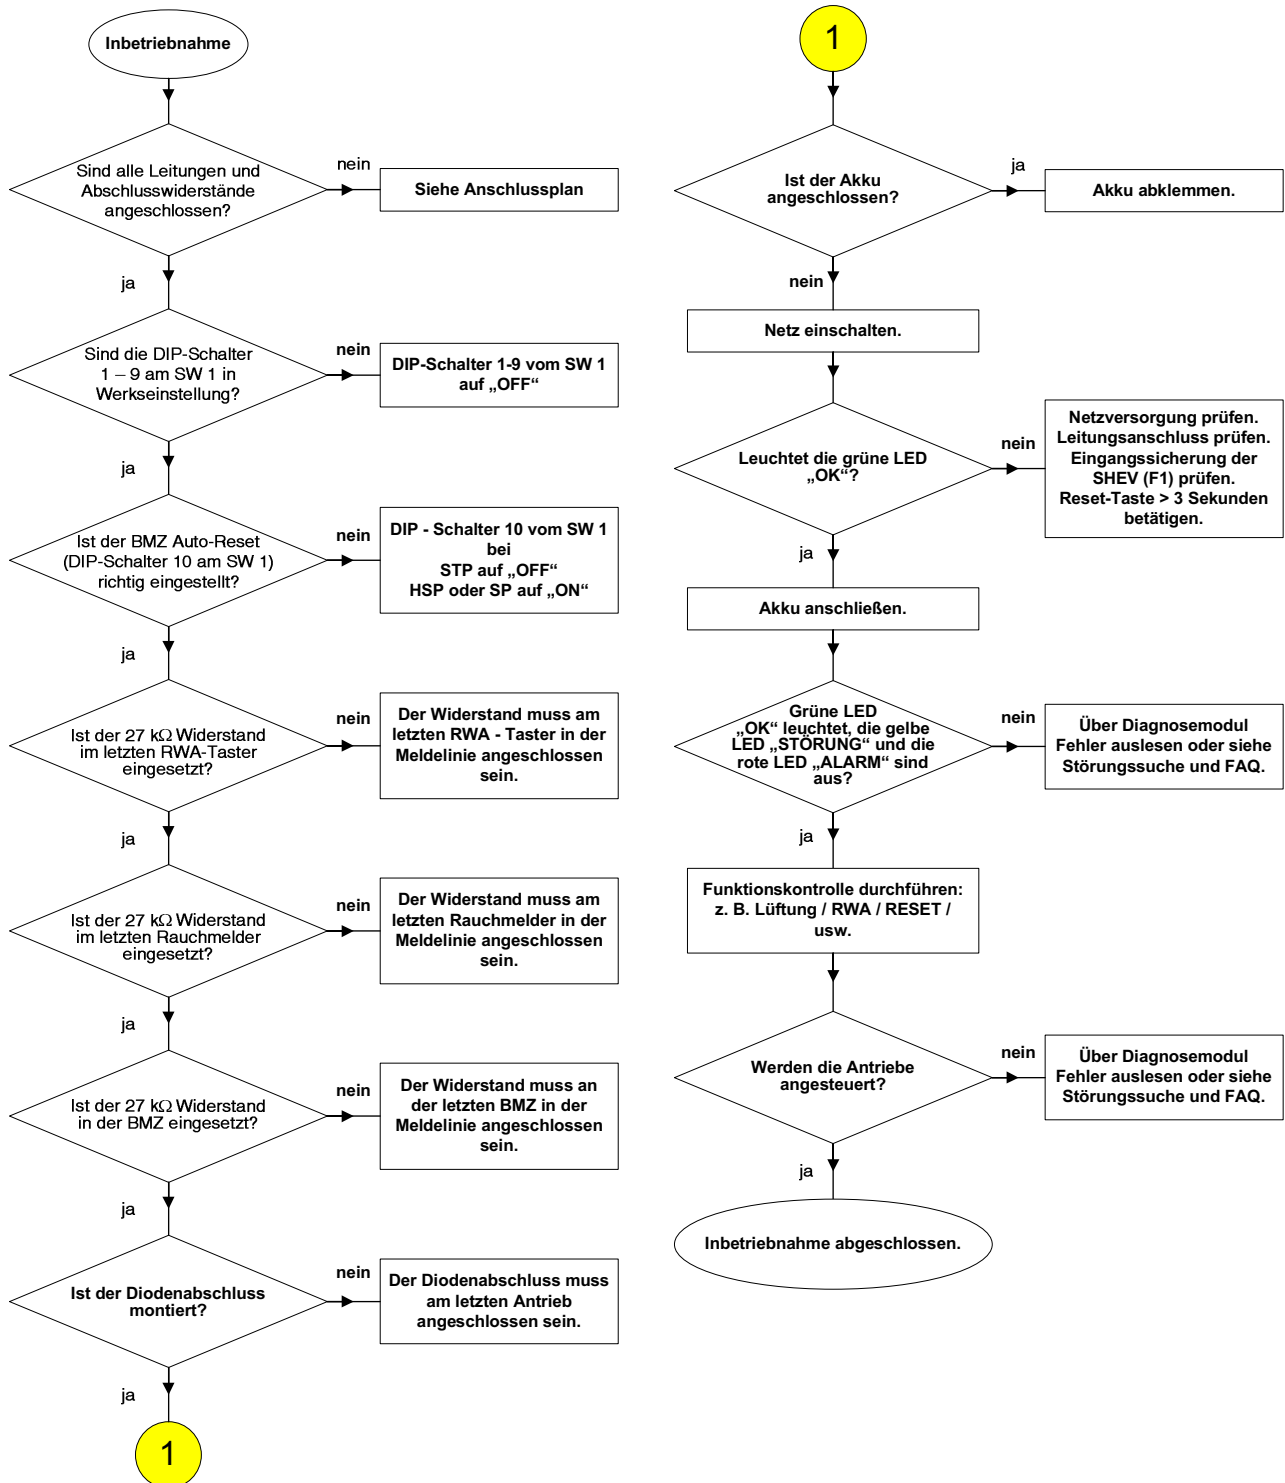 Inbetriebnahme
Sind alle Leitungen und
Abschlusswiderstände
angeschlossen?
nein
Siehe Anschlussplan
ja
Sind die DIP-Schalter
1 – 9 am SW 1 in
Werkseinstellung?
nein
DIP-Schalter 1-9 vom SW 1
auf „OFF“
ja
Ist der BMZ Auto-Reset
(DIP-Schalter 10 am SW 1)
richtig eingestellt?
nein
DIP - Schalter 10 vom SW 1
bei
STP auf „OFF“
HSP oder SP auf „ON“
ja
Ist der 27 kΩ Widerstand
im letzten RWA-Taster
eingesetzt?
nein
Der Widerstand muss am
letzten RWA - Taster in der
Meldelinie angeschlossen
sein.
ja
Ist der 27 kΩ Widerstand
im letzten Rauchmelder
eingesetzt?
nein
Der Widerstand muss am
letzten Rauchmelder in der
Meldelinie angeschlossen
sein.
ja
Ist der 27 kΩ Widerstand
in der BMZ eingesetzt?
nein
Der Widerstand muss an
der letzten BMZ in der
Meldelinie angeschlossen
sein.
ja
Ist der Diodenabschluss
montiert?
nein
Der Diodenabschluss muss
am letzten Antrieb
angeschlossen sein.
ja
1
1
Ist der Akku
angeschlossen?
ja
Akku abklemmen.
nein
Netz einschalten.
Leuchtet die grüne LED
„OK“?
nein
Netzversorgung prüfen.
Leitungsanschluss prüfen.
Eingangssicherung der
SHEV (F1) prüfen.
Reset-Taste > 3 Sekunden
betätigen.
ja
Akku anschließen.
Grüne LED
„OK“ leuchtet, die gelbe
LED „STÖRUNG“ und die
rote LED „ALARM“ sind
aus?
nein
Über Diagnosemodul
Fehler auslesen oder siehe
Störungssuche und FAQ.
ja
Funktionskontrolle durchführen:
z. B. Lüftung / RWA / RESET /
usw.
Werden die Antriebe
angesteuert?
nein
Über Diagnosemodul
Fehler auslesen oder siehe
Störungssuche und FAQ.
ja
Inbetriebnahme abgeschlossen.